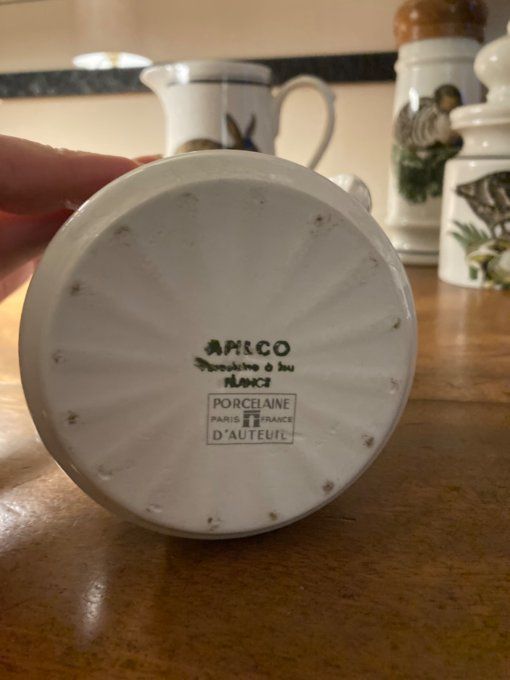 APILCO
Porcelaine à feu
FRANCE
PORCELAINE
PARIS FRANCE
D'AUTEUIL